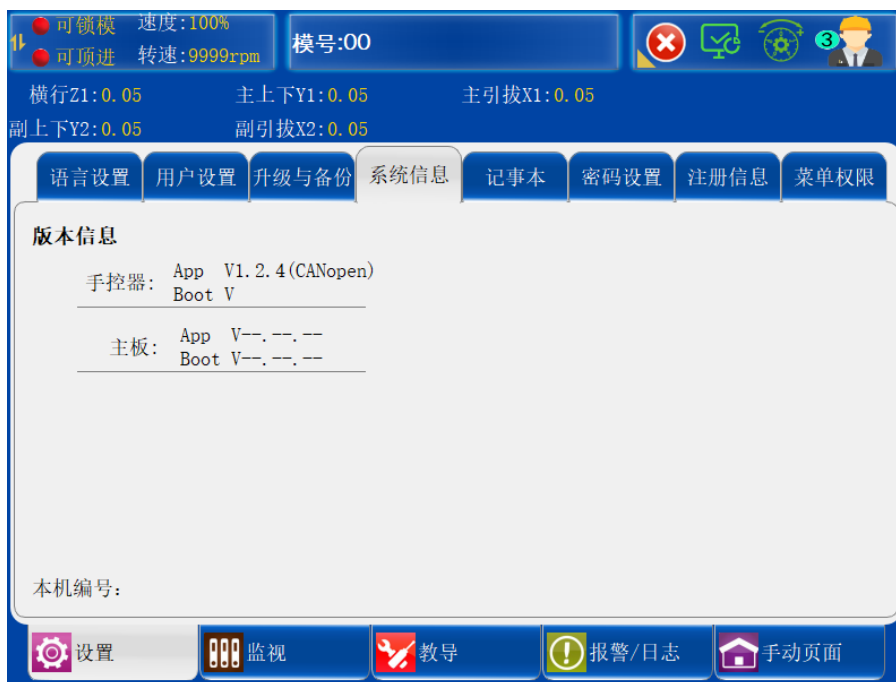 可锁模 速度:100%
模号:00
3
可顶进 转速:9999rpm
横行Z1:0.05 主上下Y1:0.05 主引拔X1:0.05
副上下Y2:0.05 副引拔X2:0.05
语言设置 用户设置 升级与备份 系统信息 记事本 密码设置 注册信息 菜单权限
版本信息
手控器: App V1.2.4(CANopen)
Boot V
主板: App V--.--.--
Boot V--.--.--
本机编号:
设置 监视 教导 报警/日志 手动页面